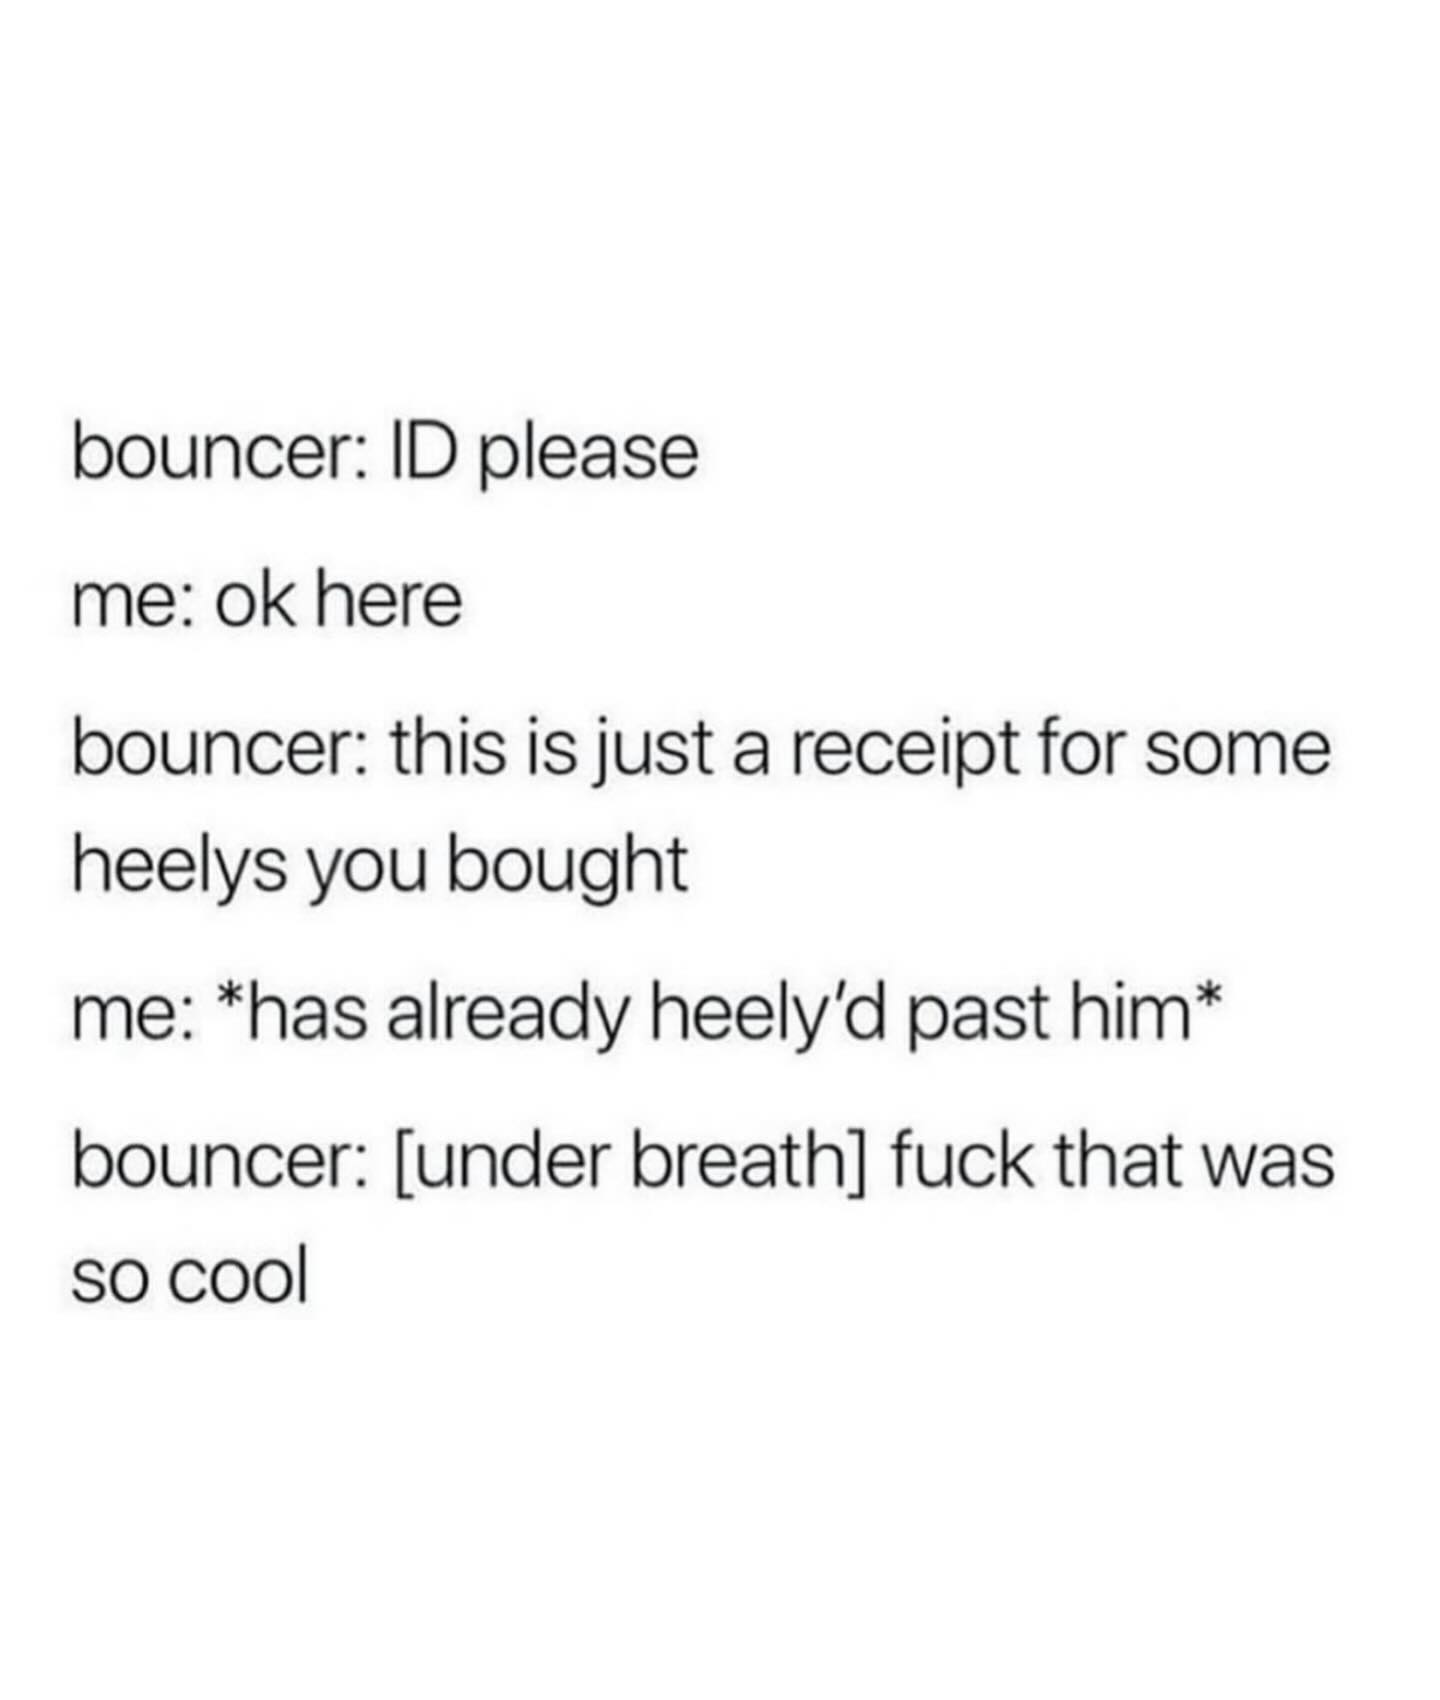 bouncer: ID please
me: ok here
bouncer: this is just a receipt for some
heelys you bought
me: *has already heely’d past him*
bouncer: [under breath] fuck that was
so cool